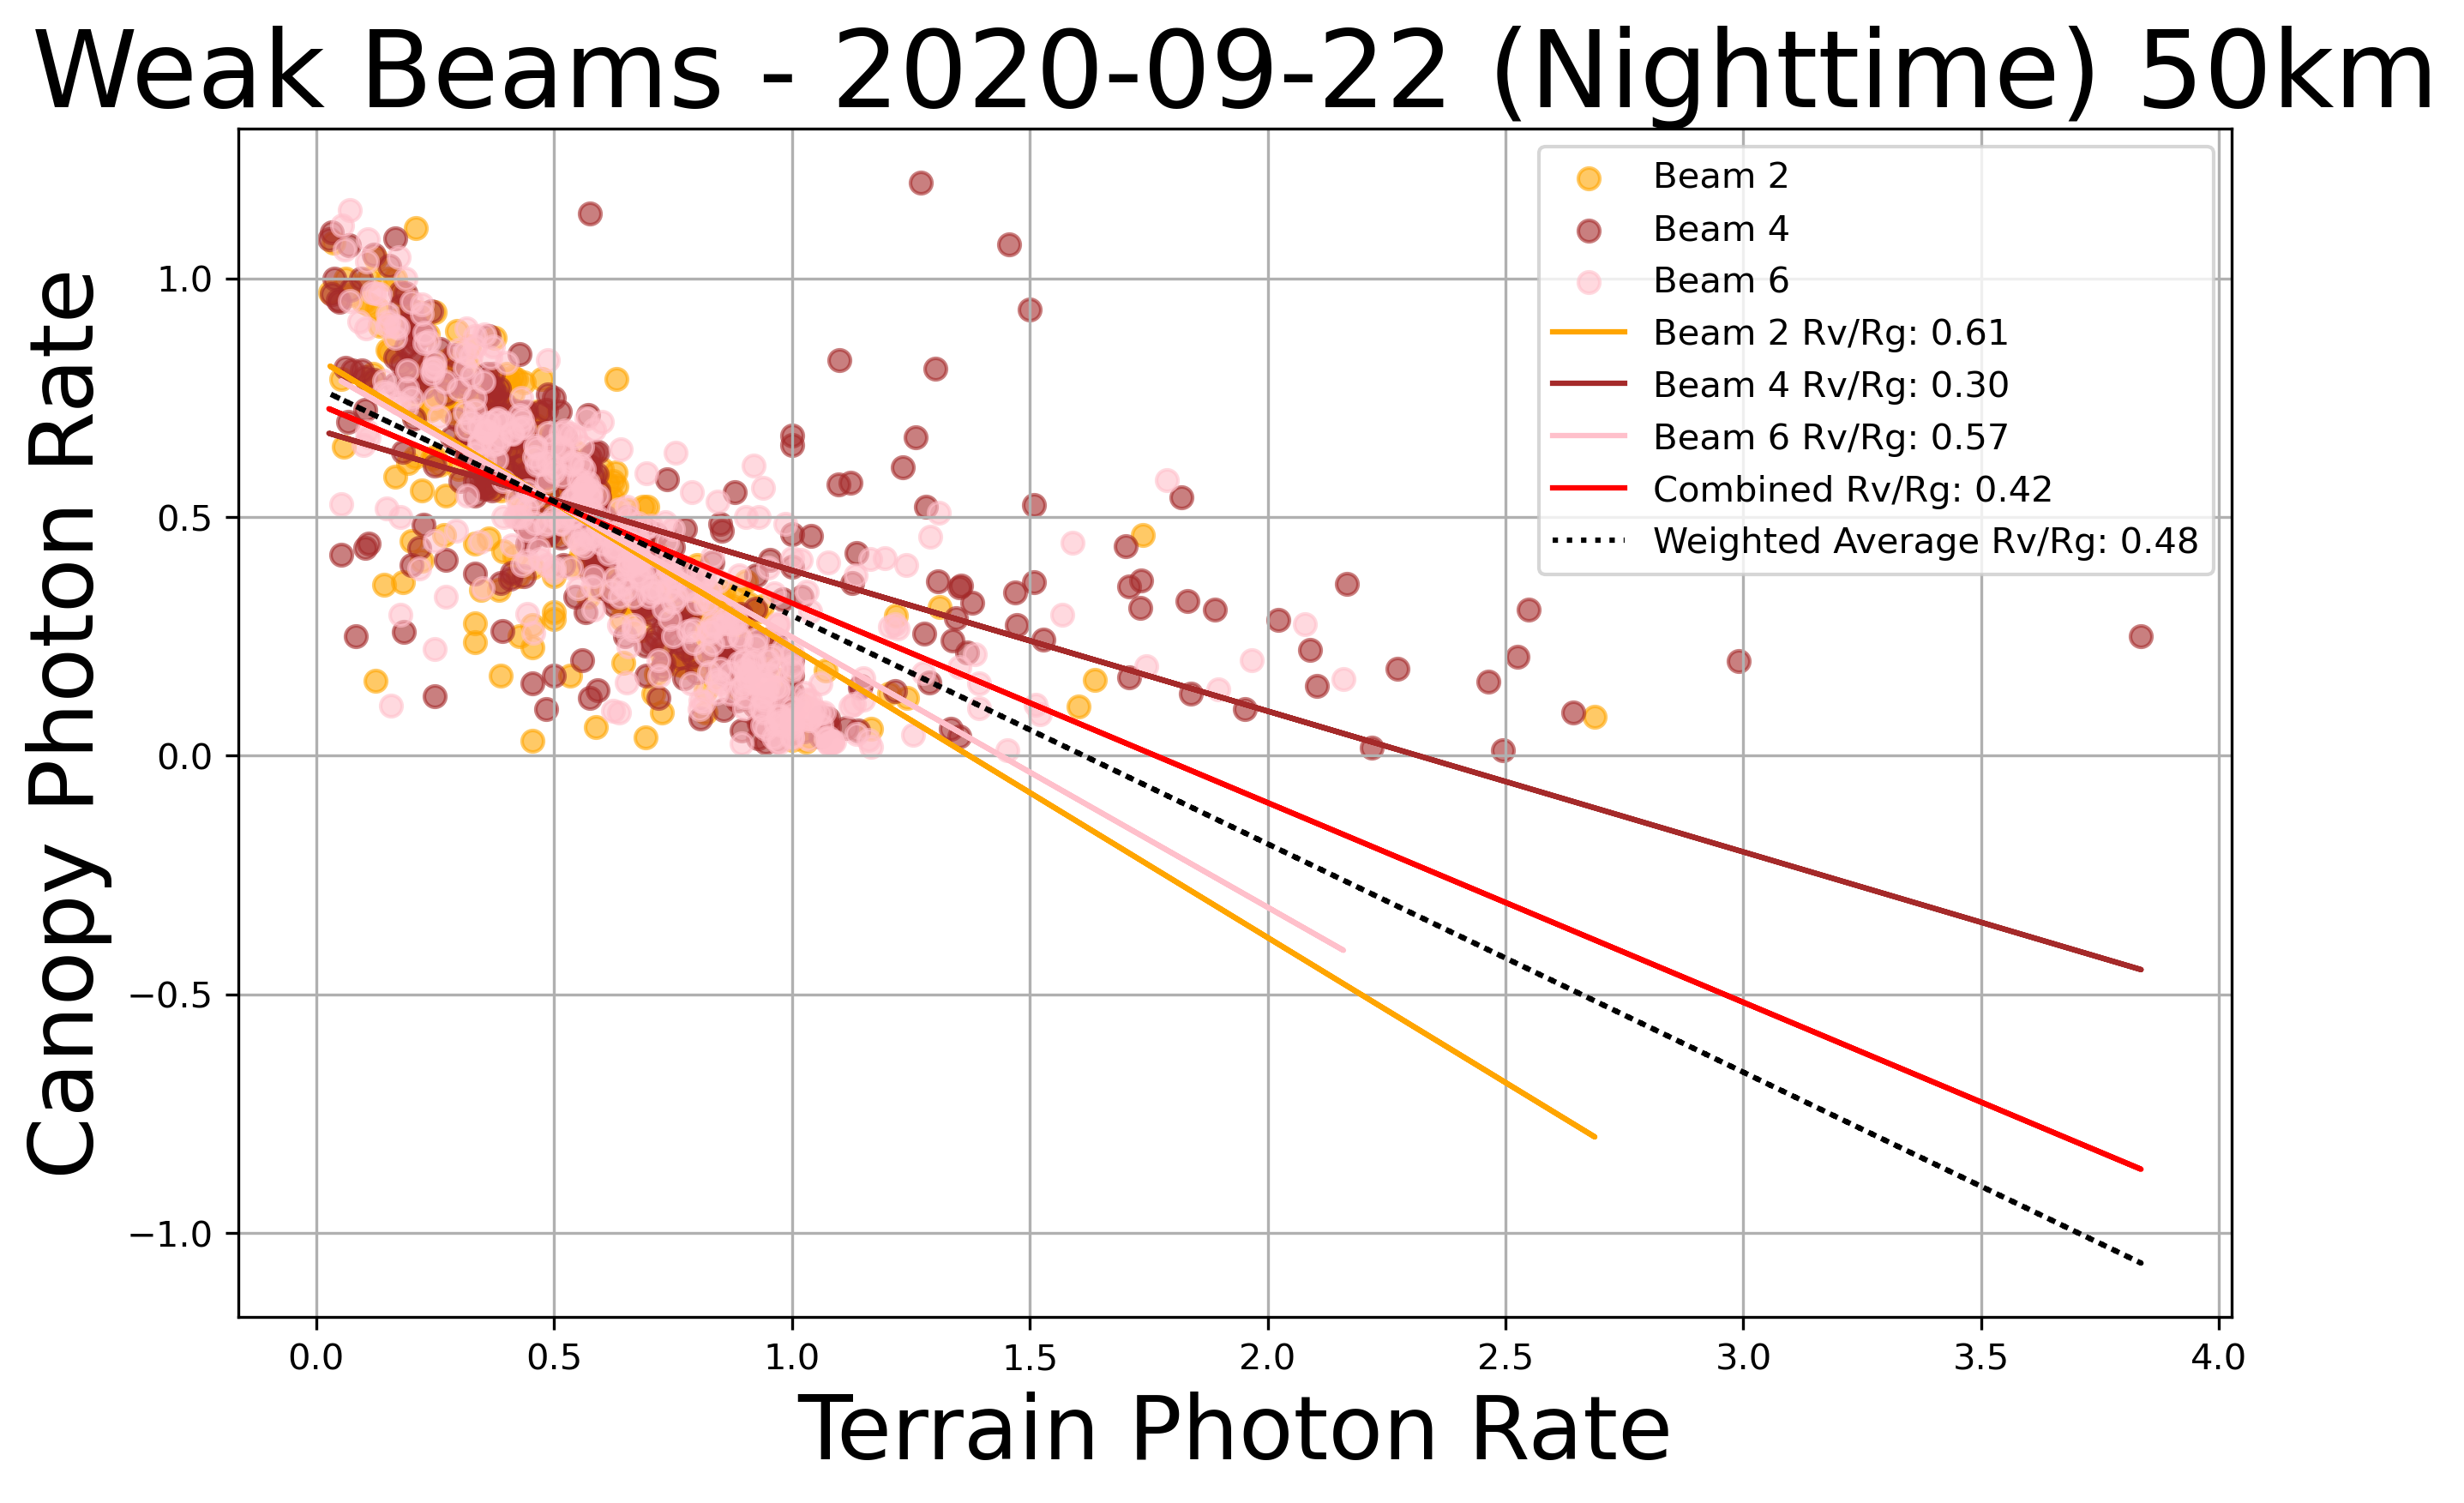 Weak Beams - 2020-09-22 (Nighttime) 50km
Canopy Photon Rate
1.0
0.5
0.0
−0.5
−1.0
Beam 2
Beam 4
Beam 6
Beam 2 Rv/Rg: 0.61
Beam 4 Rv/Rg: 0.30
Beam 6 Rv/Rg: 0.57
Combined Rv/Rg: 0.42
Weighted Average Rv/Rg: 0.48
0.0 0.5 1.0 1.5 2.0 2.5 3.0 3.5 4.0
Terrain Photon Rate